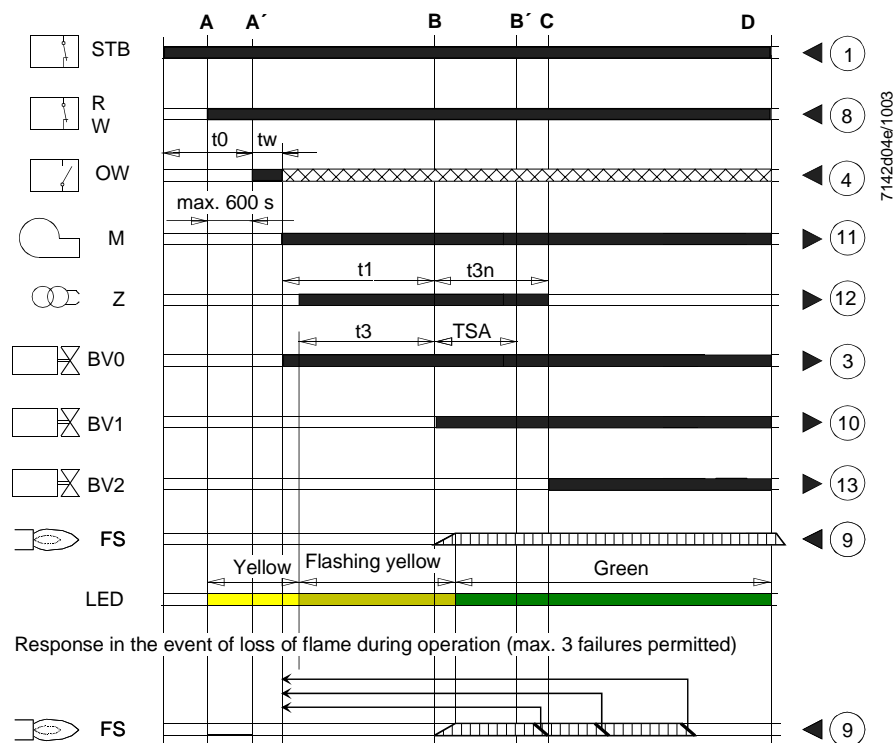 A A´ B B´ C D
STB 1
R
W 8
t0 tw
OW 4
max. 600 s
M 11
t1 t3n
Z 12
t3 TSA
BV0 3
BV1 10
BV2 13
FS 9
Yellow Flashing yellow Green
LED
Response in the event of loss of flame during operation (max. 3 failures permitted)
FS 9
7142d04e/1003